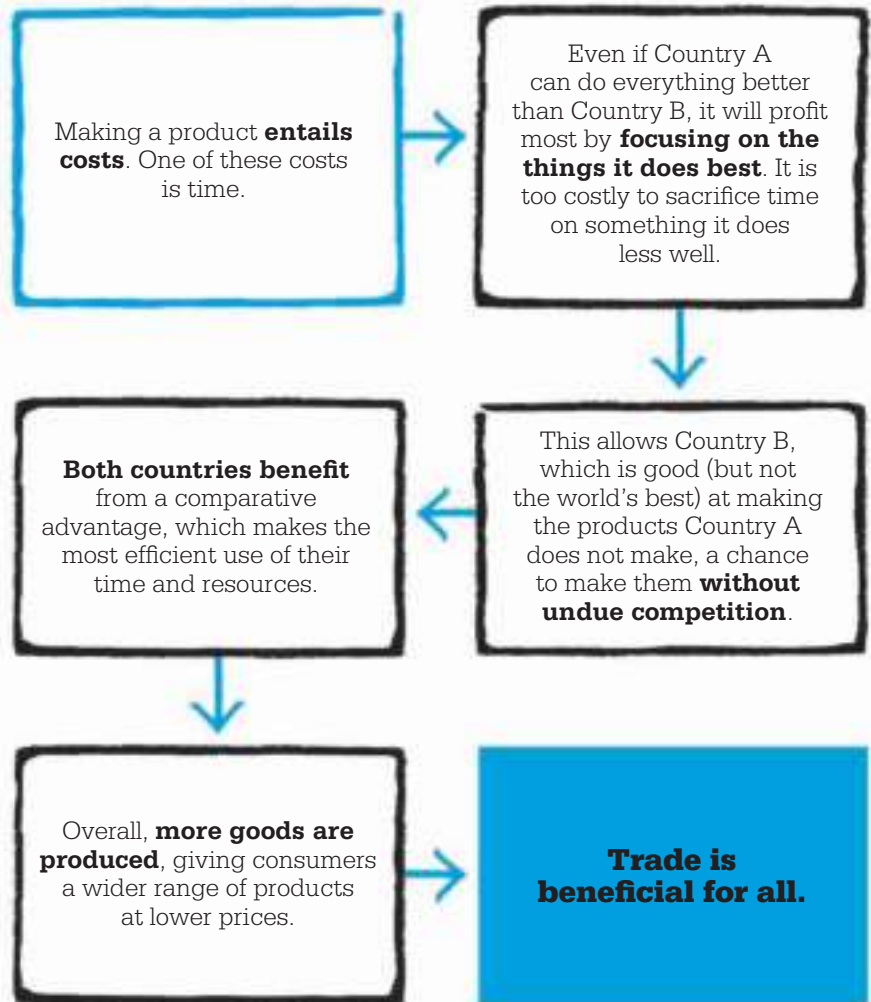 Making a product entails
costs. One of these costs
is time.
Even if Country A
can do everything better
than Country B, it will profit
most by focusing on the
things it does best. It is
too costly to sacrifice time
on something it does
less well.
This allows Country B,
which is good (but not
the world's best) at making
the products Country A
does not make, a chance
to make them without
undue competition.
Both countries benefit
from a comparative
advantage, which makes the
most efficient use of their
time and resources.
Overall, more goods are
produced, giving consumers
a wider range of products
at lower prices.
Trade is
beneficial for all.